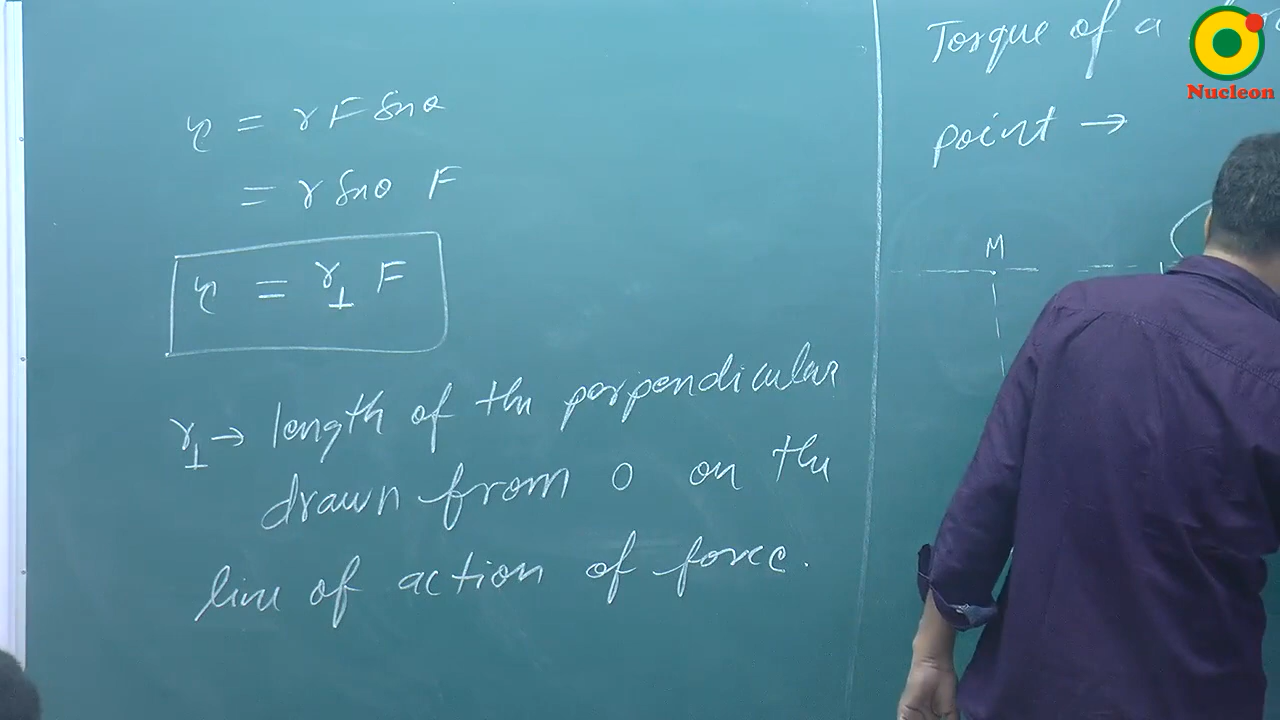 τ = r F sinθ
= r sinθ F
τ = r⊥ F
r⊥ → length of the perpendicular
drawn from O on the
line of action of force.
Torque of a
point →
M
Nucleon